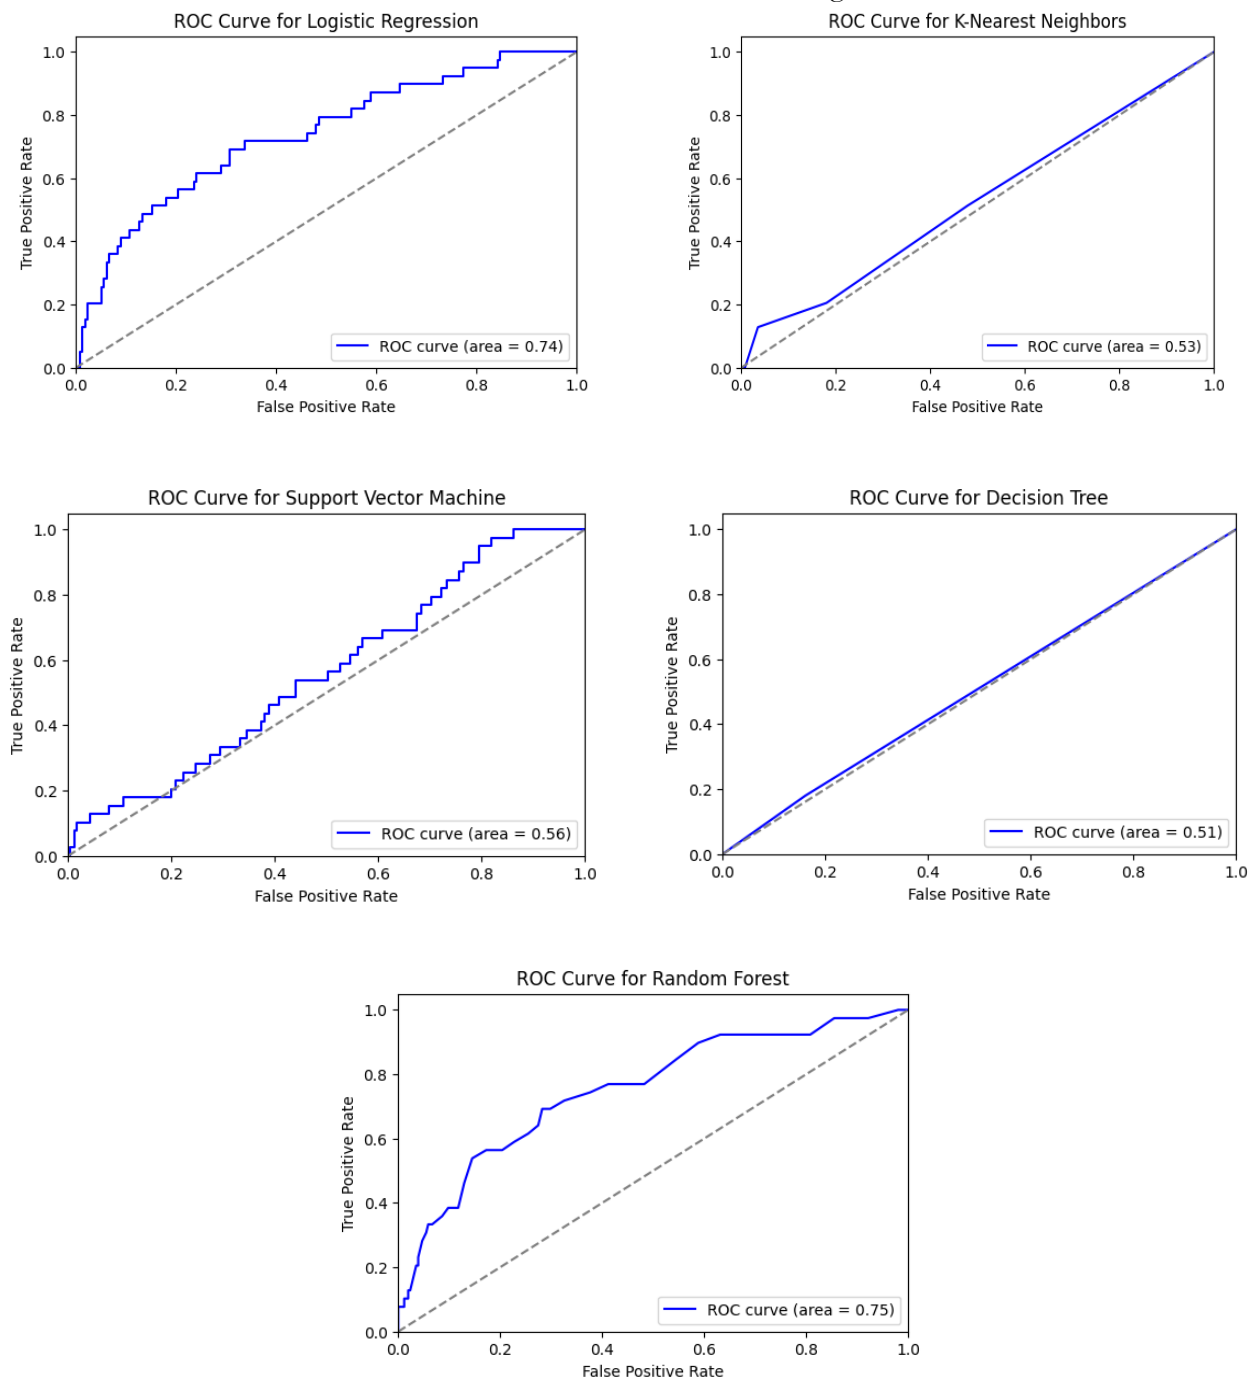 ROC Curve for Logistic Regression
1.0
0.8
0.6
0.4
0.2
0.0
True Positive Rate
ROC curve (area = 0.74)
0.0 0.2 0.4 0.6 0.8 1.0
False Positive Rate
ROC Curve for K-Nearest Neighbors
1.0
0.8
0.6
0.4
0.2
0.0
True Positive Rate
ROC curve (area = 0.53)
0.0 0.2 0.4 0.6 0.8 1.0
False Positive Rate
ROC Curve for Support Vector Machine
1.0
0.8
0.6
0.4
0.2
0.0
True Positive Rate
ROC curve (area = 0.56)
0.0 0.2 0.4 0.6 0.8 1.0
False Positive Rate
ROC Curve for Decision Tree
1.0
0.8
0.6
0.4
0.2
0.0
True Positive Rate
ROC curve (area = 0.51)
0.0 0.2 0.4 0.6 0.8 1.0
False Positive Rate
ROC Curve for Random Forest
1.0
0.8
0.6
0.4
0.2
0.0
True Positive Rate
ROC curve (area = 0.75)
0.0 0.2 0.4 0.6 0.8 1.0
False Positive Rate